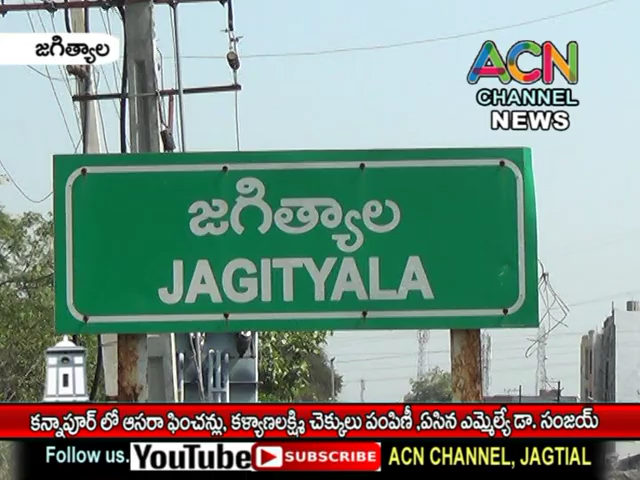 జగిత్యాల
ACN
CHANNEL
NEWS
జగిత్యాల
JAGITYALA
కన్నాపూర్ లో ఆసరా ఫించన్లు, కళ్యాణలక్ష్మి చెక్కులు పంపిణీ ,ఏసిన ఎమ్మెల్యే డా. సంజయ్
Follow us. YouTube SUBSCRIBE ACN CHANNEL, JAGTIAL